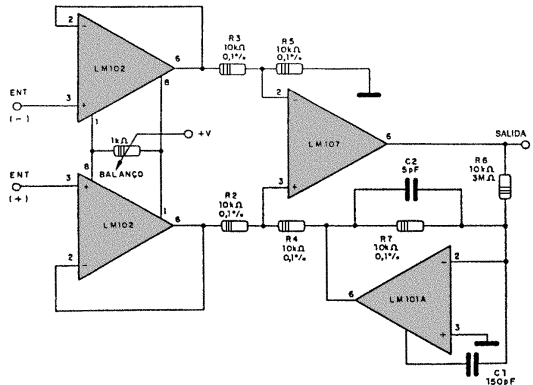 2
LM102
3
6
8
1
ENT
(-)
R3
10kΩ
0,1%
R5
10kΩ
0,1%
1kΩ
BALANÇO
+V
2
3
LM107
6
SALIDA
ENT
(+)
3
8
LM102
1
6
2
R2
10kΩ
0,1%
R4
10kΩ
0,1%
C2
5pF
R7
10kΩ
0,1%
R6
10kΩ
3MΩ
6
LM101A
2
3
C1
150pF